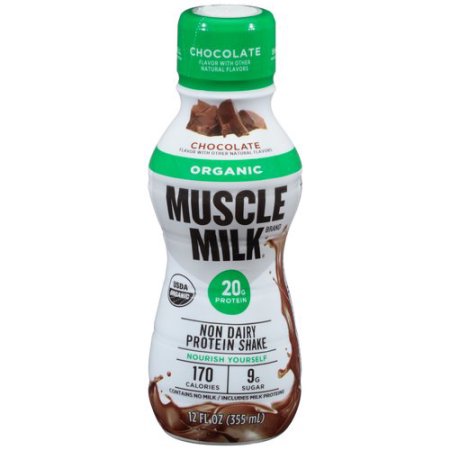 CHOCOLATE
FLAVOR WITH OTHER
NATURAL FLAVORS
CHOCOLATE
FLAVOR WITH OTHER NATURAL FLAVORS
ORGANIC
MUSCLE
MILK
BRAND
USDA
ORGANIC
20G
PROTEIN
NON DAIRY
PROTEIN SHAKE
NOURISH YOURSELF
170 9G
CALORIES SUGAR
CONTAINS NO MILK / INCLUDES MILK PROTEINS
12 FL OZ (355 mL)